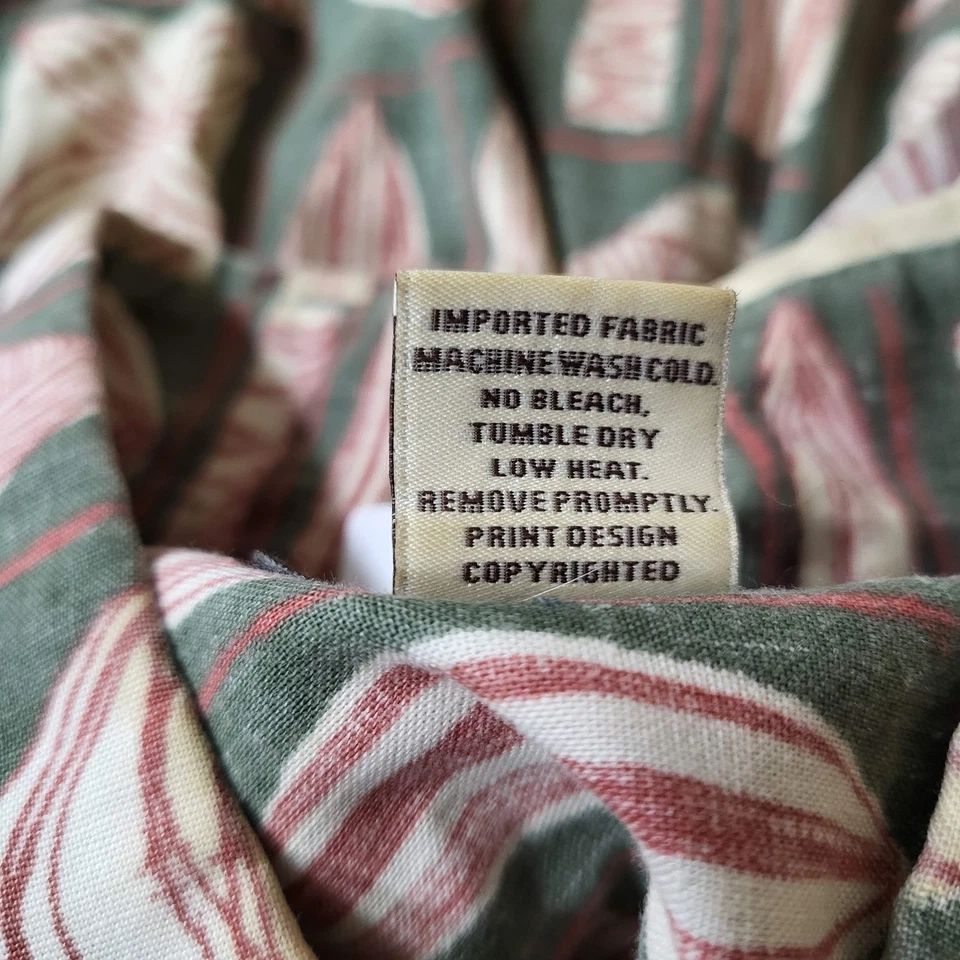 IMPORTED FABRIC
MACHINE WASH COLD.
NO BLEACH,
TUMBLE DRY
LOW HEAT.
REMOVE PROMPTLY.
PRINT DESIGN
COPYRIGHTED